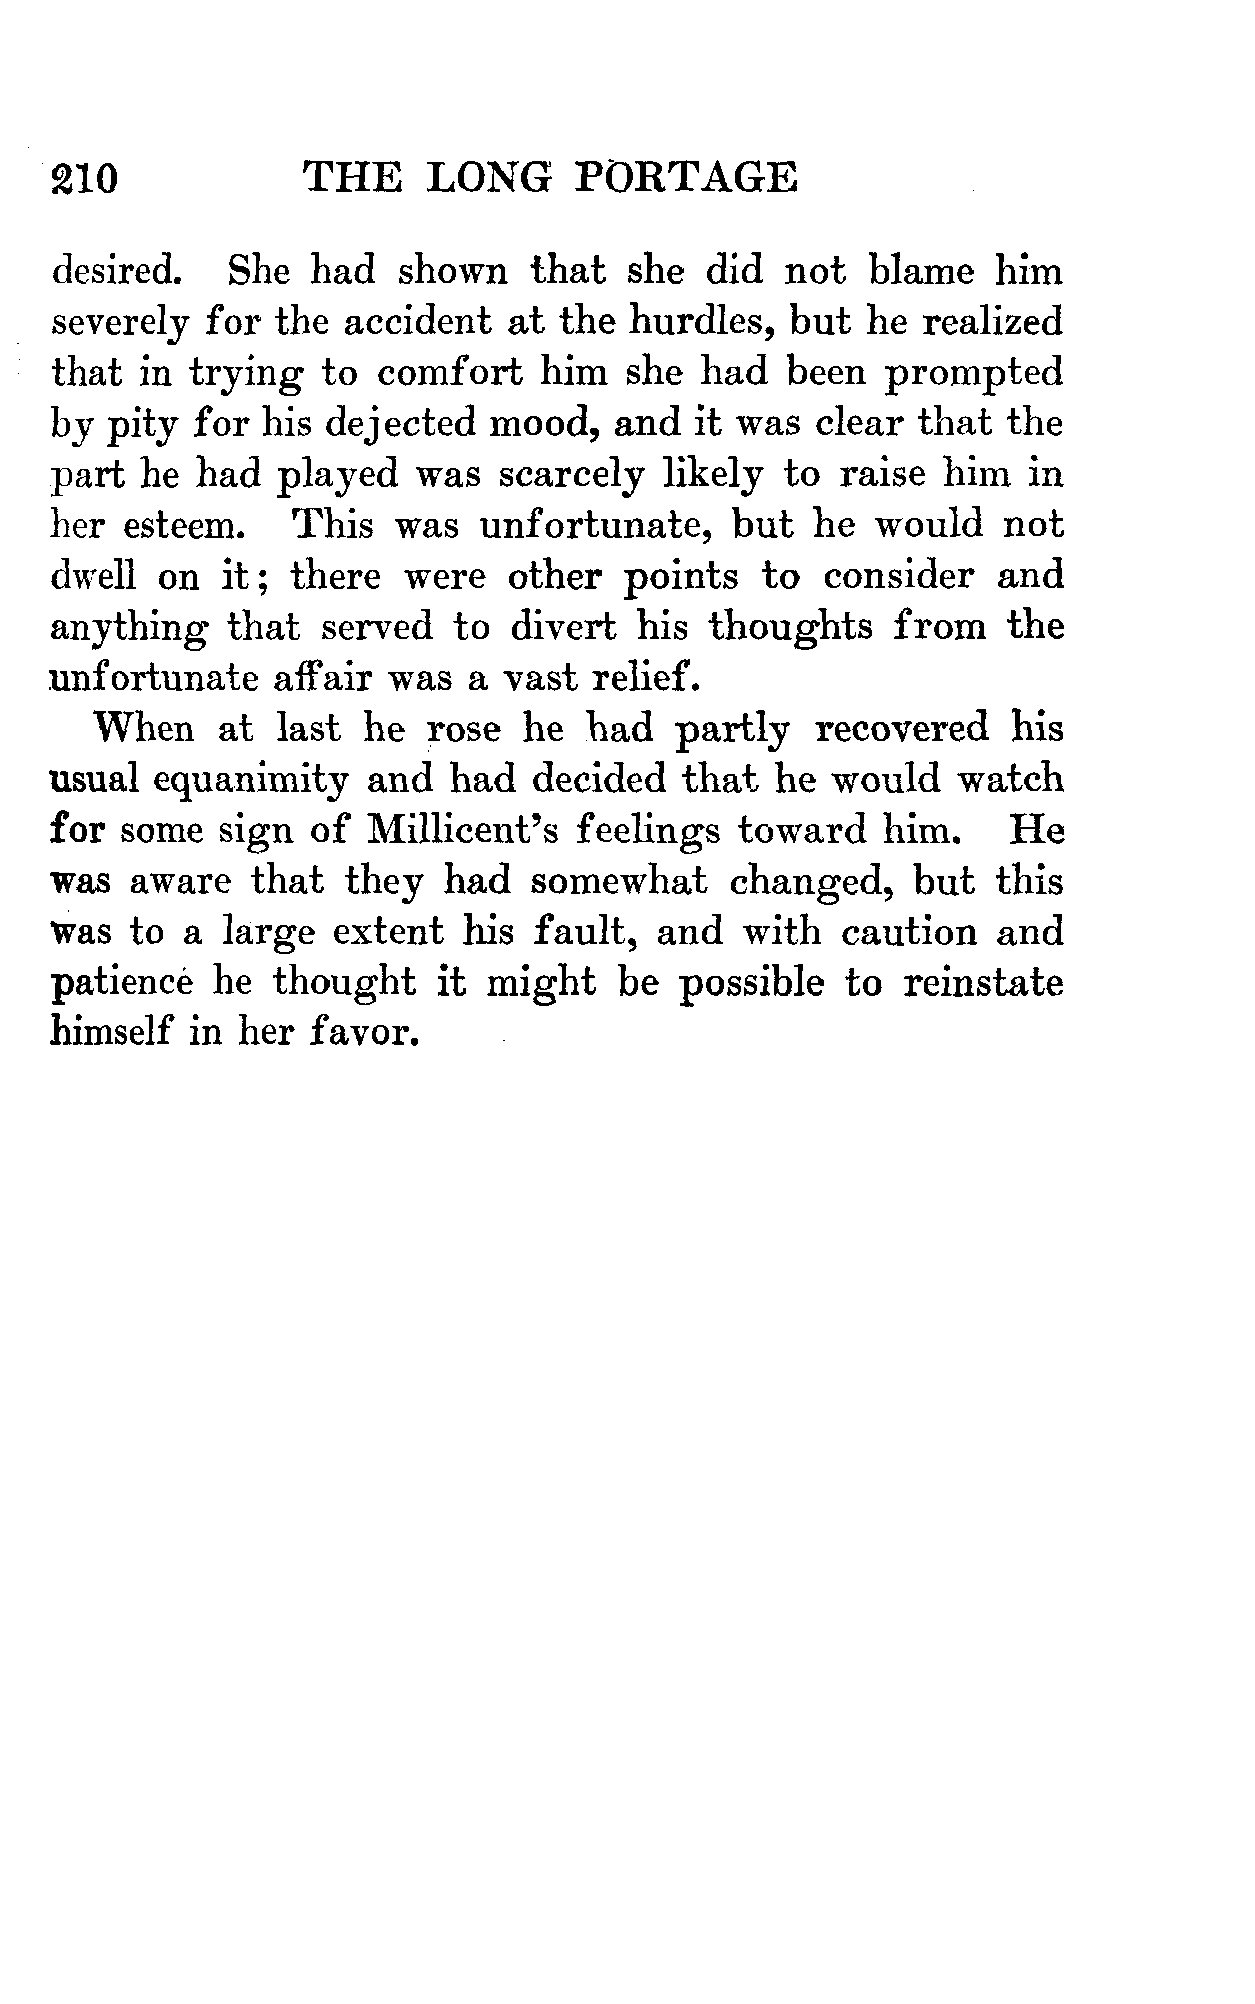 210 THE LONG PORTAGE
desired. She had shown that she did not blame him
severely for the accident at the hurdles, but he realized
that in trying to comfort him she had been prompted
by pity for his dejected mood, and it was clear that the
part he had played was scarcely likely to raise him in
her esteem. This was unfortunate, but he would not
dwell on it; there were other points to consider and
anything that served to divert his thoughts from the
unfortunate affair was a vast relief.
When at last he rose he had partly recovered his
usual equanimity and had decided that he would watch
for some sign of Millicent's feelings toward him. He
was aware that they had somewhat changed, but this
was to a large extent his fault, and with caution and
patience he thought it might be possible to reinstate
himself in her favor.